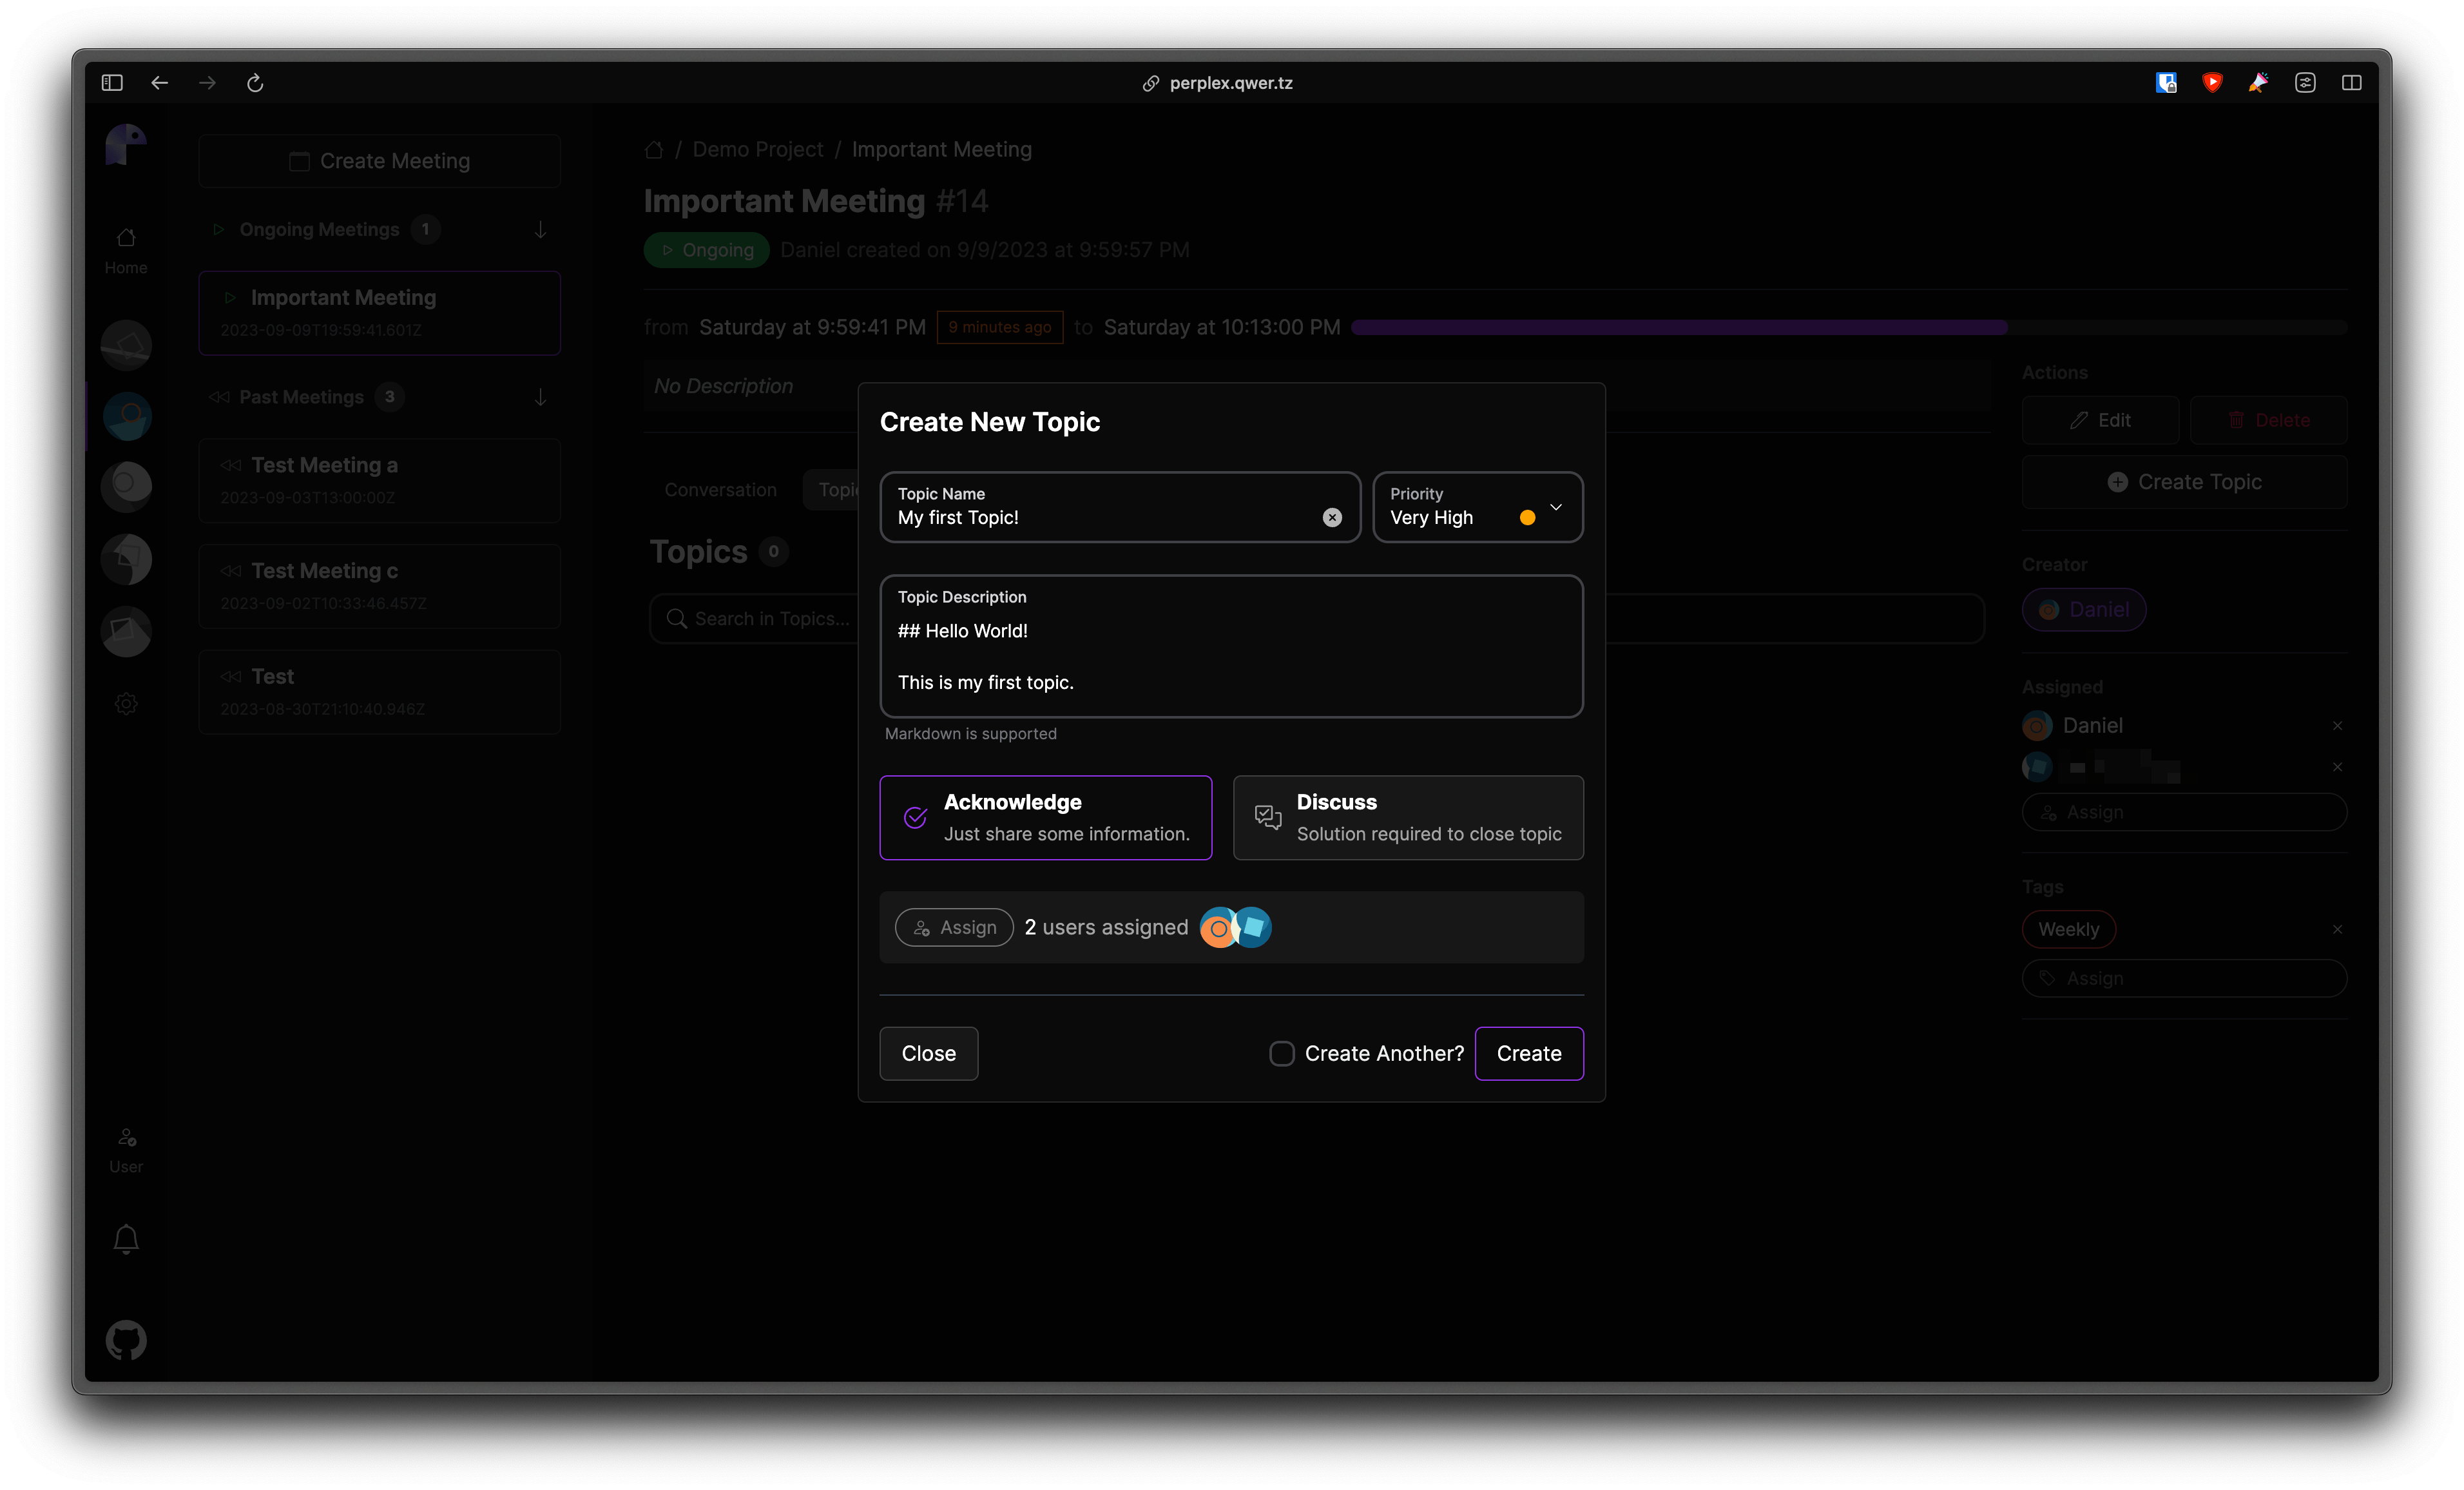 perplex.qwer.tz
Home
User
Create Meeting
Ongoing Meetings 1
Important Meeting
2023-09-09T19:59:41.601Z
Past Meetings 3
Test Meeting a
2023-09-03T13:00:00Z
Test Meeting c
2023-09-02T10:33:46.457Z
Test
2023-08-30T21:10:40.946Z
/ Demo Project / Important Meeting
Important Meeting #14
Ongoing Daniel created on 9/9/2023 at 9:59:57 PM
from Saturday at 9:59:41 PM 9 minutes ago to Saturday at 10:13:00 PM
No Description
Conversation
Topics 0
Search in Topics...
Create New Topic
Topic Name
My first Topic!
Priority
Very High
Topic Description
## Hello World!
This is my first topic.
Markdown is supported
Acknowledge
Just share some information.
Discuss
Solution required to close topic
Assign 2 users assigned
Close
Create Another?
Create
Actions
Edit
Delete
Create Topic
Creator
Daniel
Assigned
Daniel
Assign
Tags
Weekly
Assign